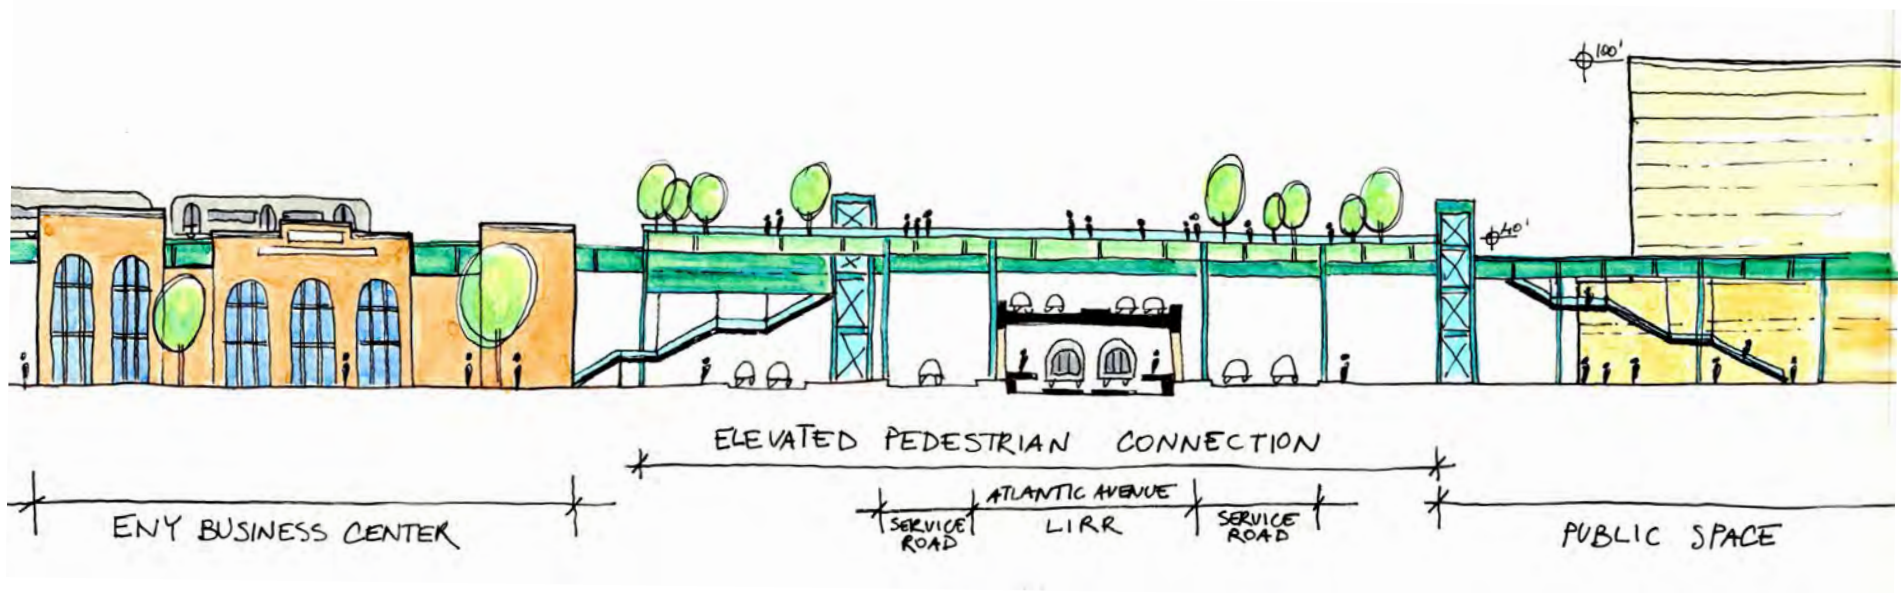 100'
40'
ELEVATED PEDESTRIAN CONNECTION
ENY BUSINESS CENTER
SERVICE
ROAD
ATLANTIC AVENUE
LIRR
SERVICE
ROAD
PUBLIC SPACE